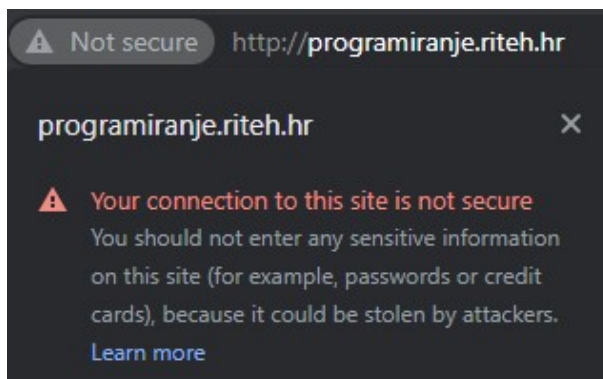 Not secure http://programiranje.riteh.hr
programiranje.riteh.hr
Your connection to this site is not secure
You should not enter any sensitive information
on this site (for example, passwords or credit
cards), because it could be stolen by attackers.
Learn more